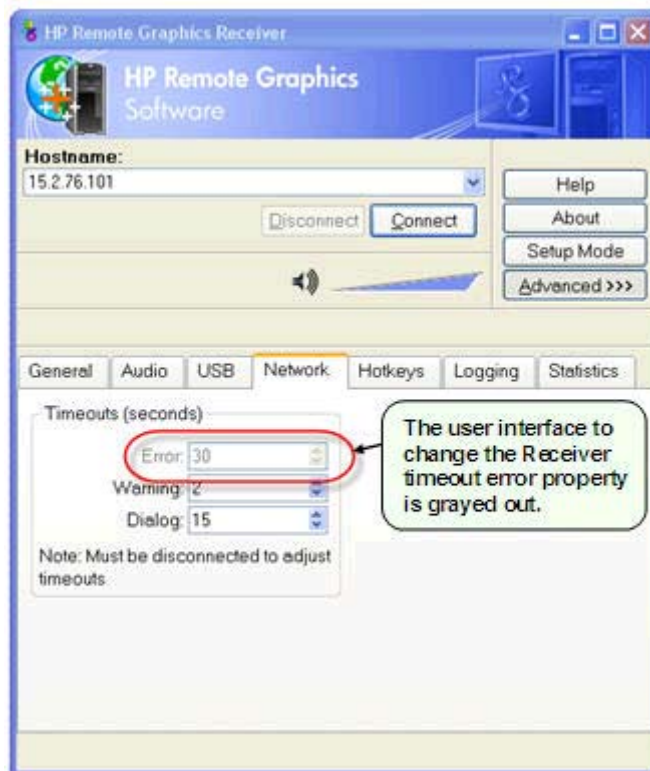 HP Remote Graphics Receiver
HP Remote Graphics
Software
Hostname:
15.2.76.101
Disconnect Connect
Help
About
Setup Mode
Advanced >>>
General Audio USB Network Hotkeys Logging Statistics
Timeouts (seconds)
Error: 30
Warning: 2
Dialog: 15
Note: Must be disconnected to adjust
timeouts
The user interface to
change the Receiver
timeout error property
is grayed out.